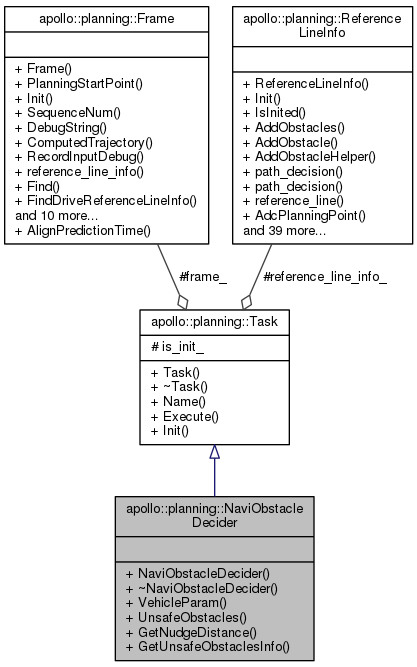 apollo::planning::Frame
+ Frame()
+ PlanningStartPoint()
+ Init()
+ SequenceNum()
+ DebugString()
+ ComputedTrajectory()
+ RecordInputDebug()
+ reference_line_info()
+ Find()
+ FindDriveReferenceLineInfo()
and 10 more...
+ AlignPredictionTime()
apollo::planning::Reference
LineInfo
+ ReferenceLineInfo()
+ Init()
+ IsInited()
+ AddObstacles()
+ AddObstacle()
+ AddObstacleHelper()
+ path_decision()
+ path_decision()
+ reference_line()
+ AdcPlanningPoint()
and 39 more...
#frame_
#reference_line_info_
apollo::planning::Task
# is_init_
+ Task()
+ ~Task()
+ Name()
+ Execute()
+ Init()
apollo::planning::NaviObstacle
Decider
+ NaviObstacleDecider()
+ ~NaviObstacleDecider()
+ VehicleParam()
+ UnsafeObstacles()
+ GetNudgeDistance()
+ GetUnsafeObstaclesInfo()